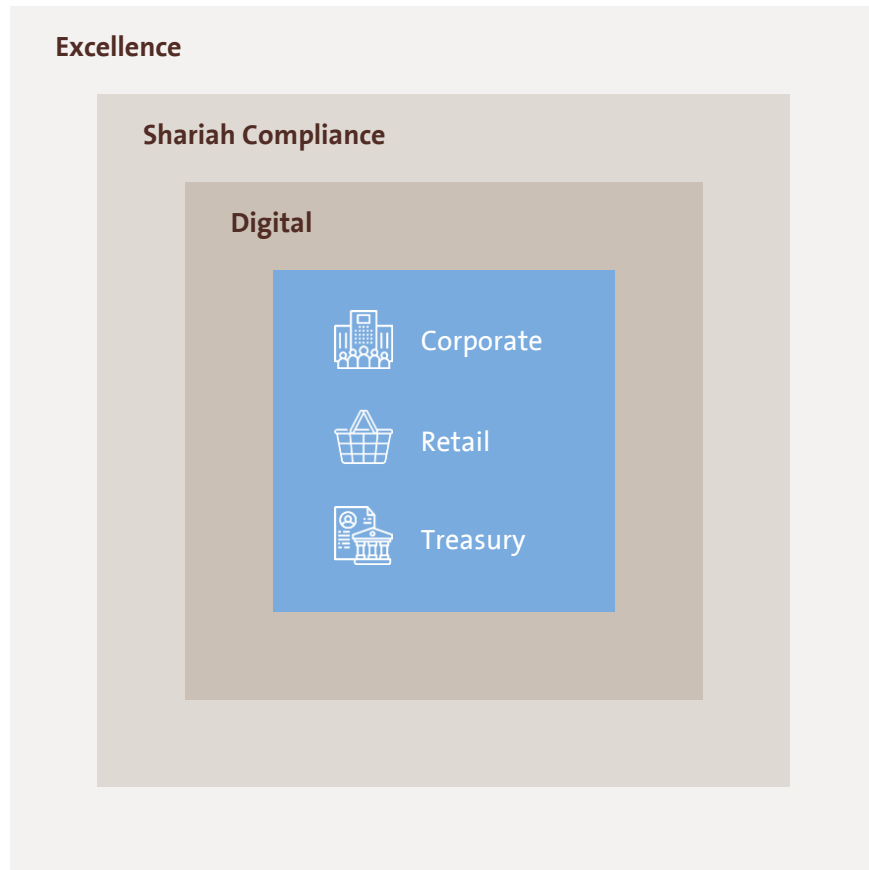 Excellence
Shariah Compliance
Digital
Corporate
Retail
Treasury